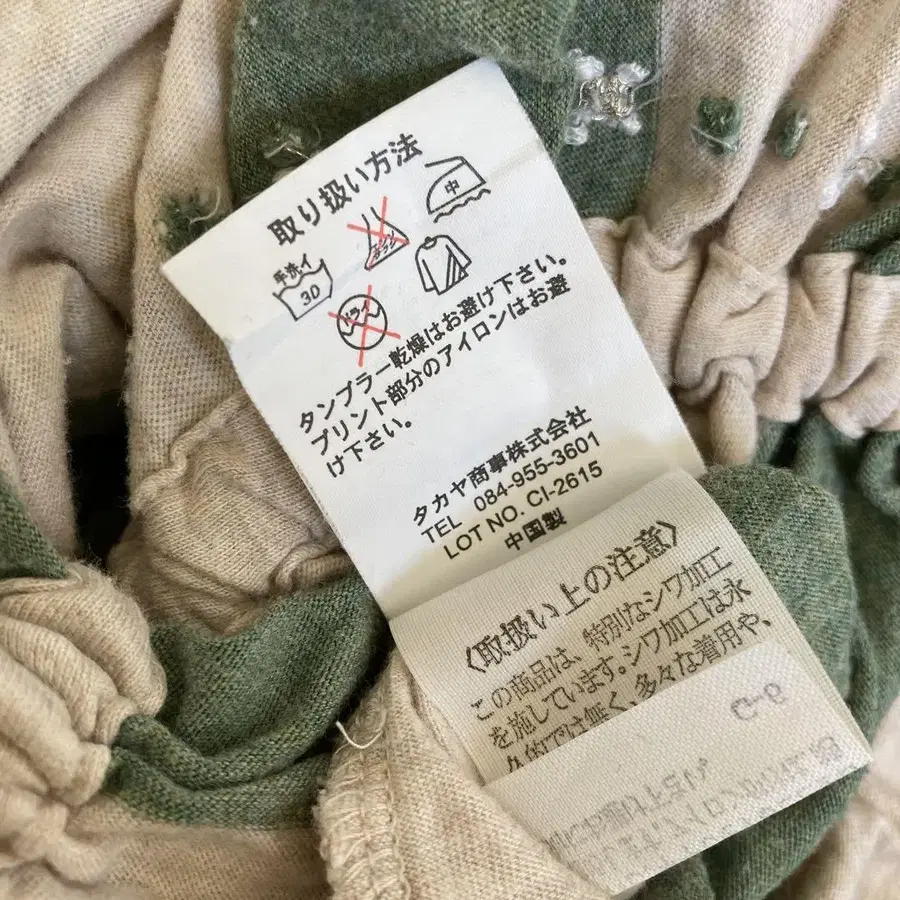 取り扱い方法
手洗イ
30
中
ドライ
タンブラー乾燥はお避け下さい。
プリント部分のアイロンはお避
け下さい。
タカヤ商事株式会社
TEL 084-955-3601
LOT NO. CI-2615
中国製
〈取扱い上の注意〉
この商品は、特別なシワ加工
を施しています。シワ加工は永
久的では無く、多々な着用や、